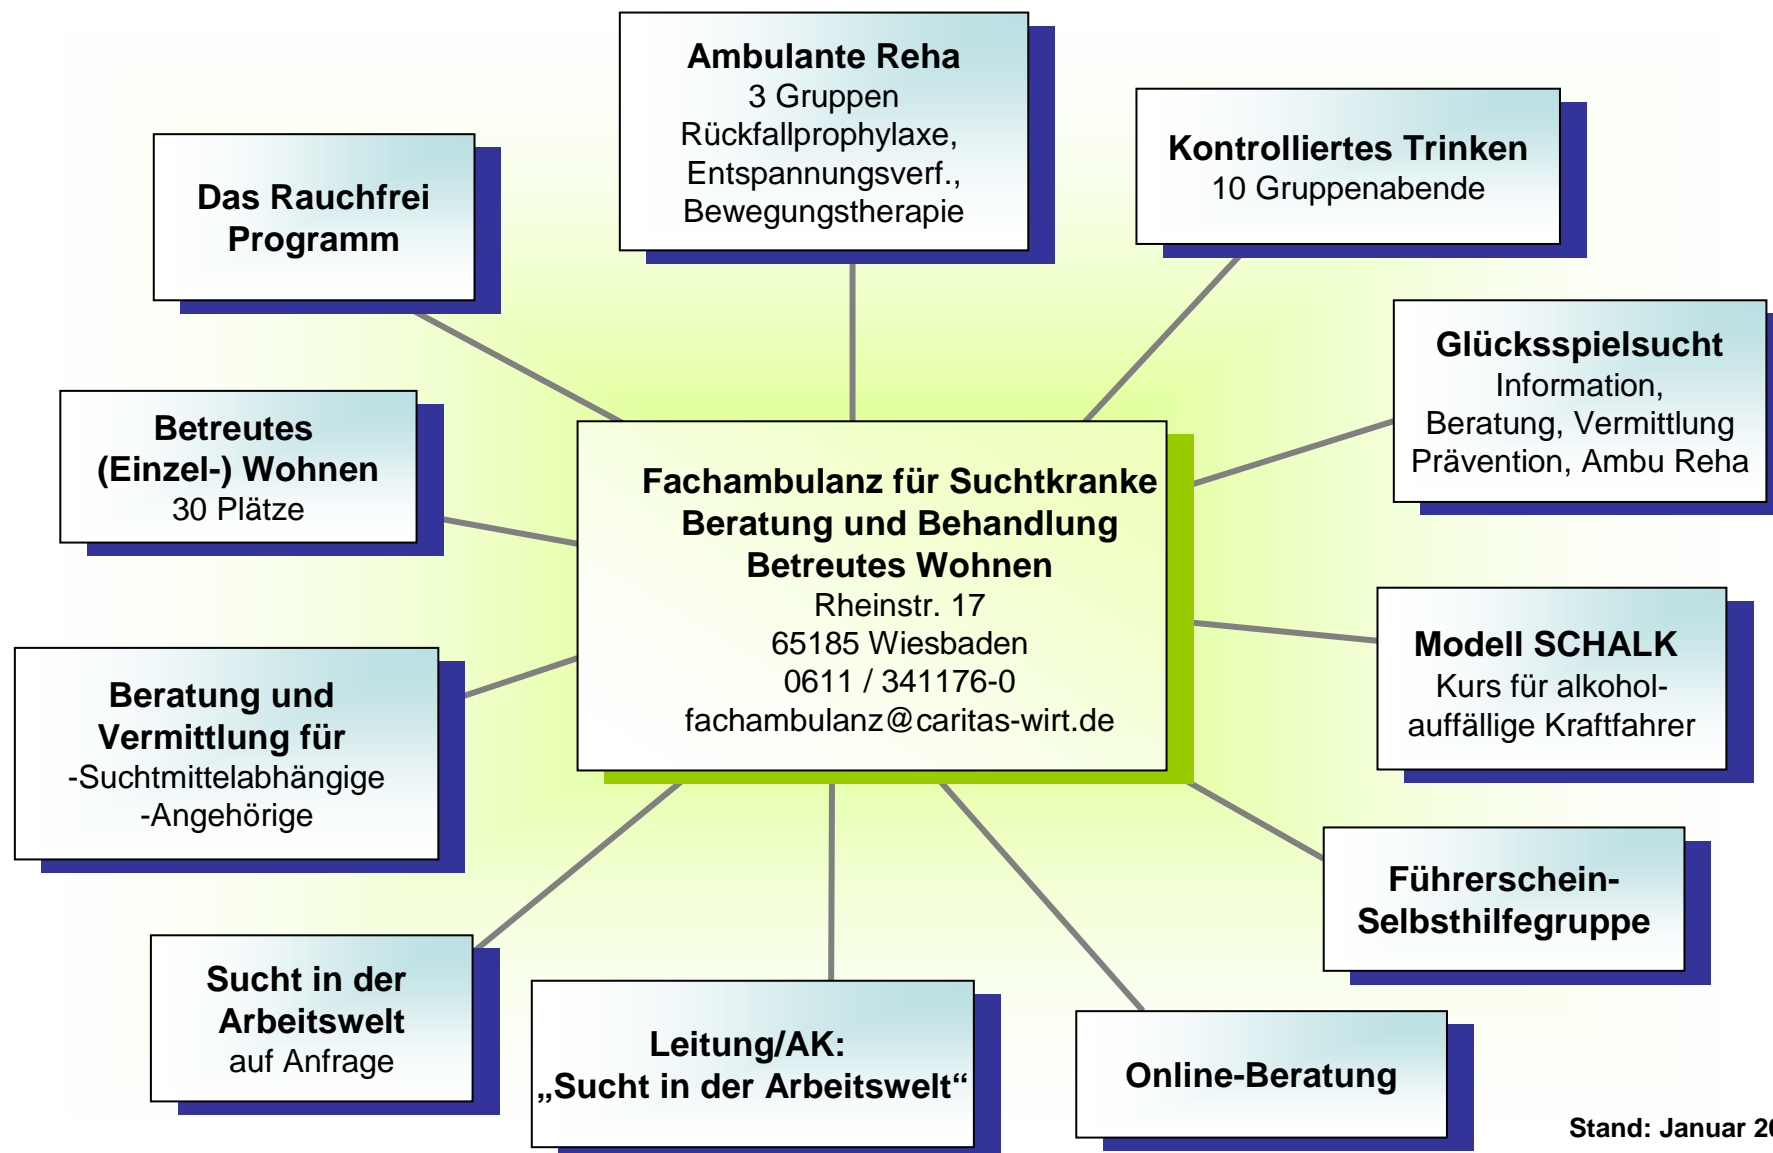 Ambulante Reha
3 Gruppen
Rückfallprophylaxe,
Entspannungsverf.,
Bewegungstherapie
Kontrolliertes Trinken
10 Gruppenabende
Das Rauchfrei
Programm
Glücksspielsucht
Information,
Beratung, Vermittlung
Prävention, Ambu Reha
Betreutes
(Einzel-) Wohnen
30 Plätze
Fachambulanz für Suchtkranke
Beratung und Behandlung
Betreutes Wohnen
Rheinstr. 17
65185 Wiesbaden
0611 / 341176-0
fachambulanz@caritas-wirt.de
Modell SCHALK
Kurs für alkohol-
auffällige Kraftfahrer
Beratung und
Vermittlung für
-Suchtmittelabhängige
-Angehörige
Führerschein-
Selbsthilfegruppe
Sucht in der
Arbeitswelt
auf Anfrage
Leitung/AK:
„Sucht in der Arbeitswelt“
Online-Beratung
Stand: Januar